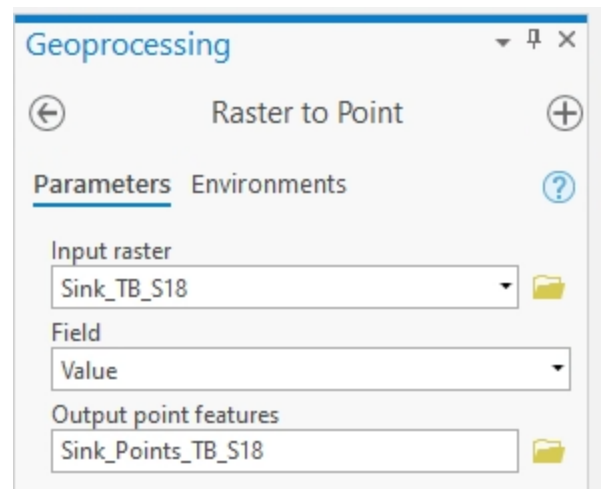 Geoprocessing
Raster to Point
Parameters Environments
Input raster
Sink_TB_S18
Field
Value
Output point features
Sink_Points_TB_S18